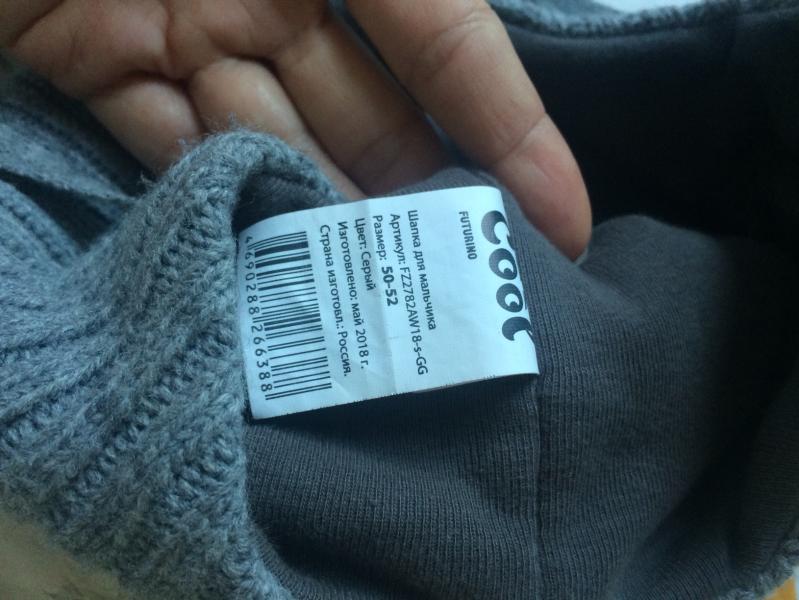 FUTURINO
cool
Шапка для мальчика
Артикул: FZ2782AW18-s-GG
Размер: 50-52
Цвет: Серый
Изготовлено: май 2018 г.
Страна изготовл.: Россия.
4690288266388